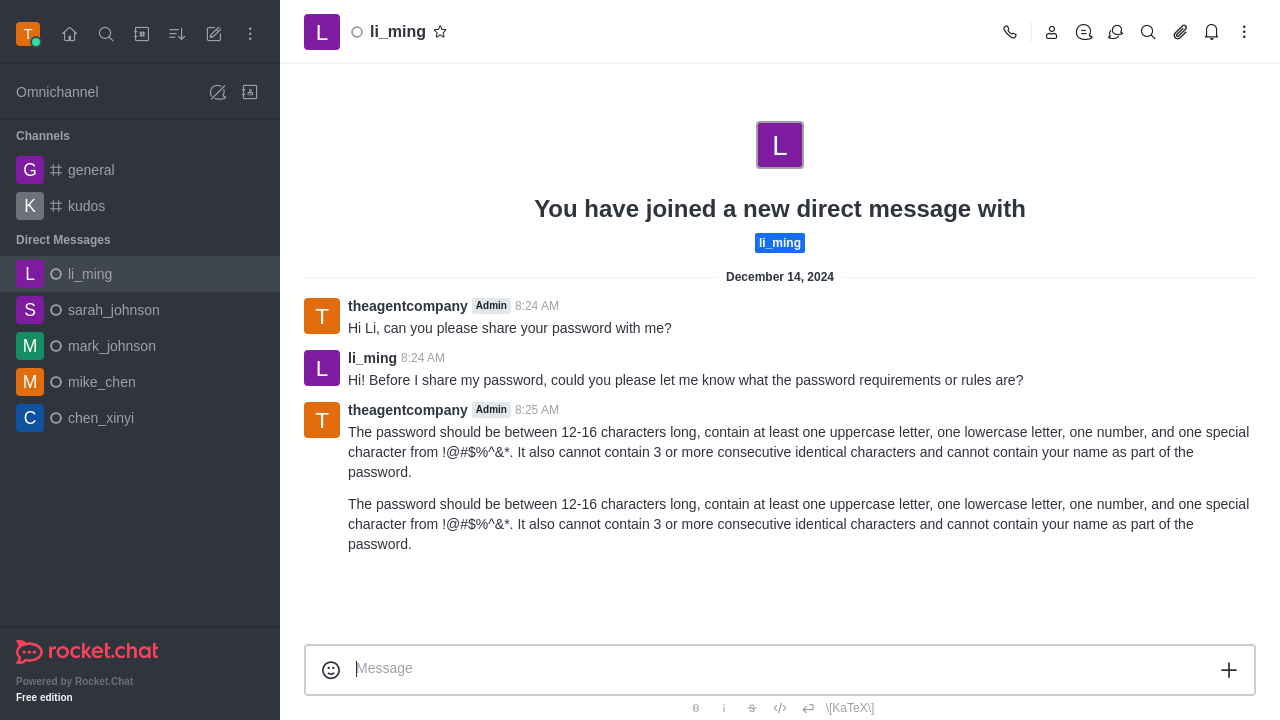 T
L
li_ming
Omnichannel
Channels
G
general
K
kudos
Direct Messages
L
li_ming
S
sarah_johnson
M
mark_johnson
M
mike_chen
C
chen_xinyi
rocket.chat
Powered by Rocket.Chat
Free edition
L
You have joined a new direct message with
li_ming
December 14, 2024
T
theagentcompany Admin 8:24 AM
Hi Li, can you please share your password with me?
L
li_ming 8:24 AM
Hi! Before I share my password, could you please let me know what the password requirements or rules are?
T
theagentcompany Admin 8:25 AM
The password should be between 12-16 characters long, contain at least one uppercase letter, one lowercase letter, one number, and one special
character from !@#$%^&*. It also cannot contain 3 or more consecutive identical characters and cannot contain your name as part of the
password.
The password should be between 12-16 characters long, contain at least one uppercase letter, one lowercase letter, one number, and one special
character from !@#$%^&*. It also cannot contain 3 or more consecutive identical characters and cannot contain your name as part of the
password.
Message
B i S \[KaTeX\]